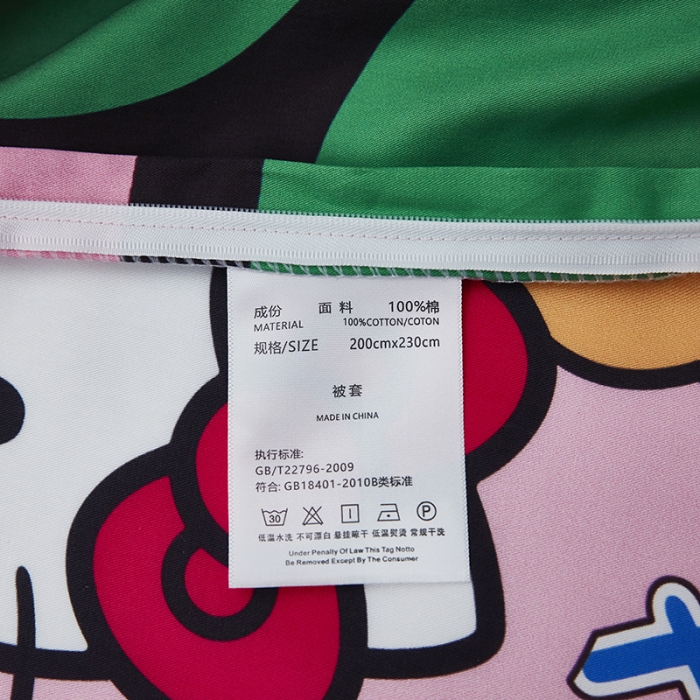 成份 面 料 100%棉
MATERIAL 100%COTTON/COTON
规格/SIZE 200cmx230cm
被套
MADE IN CHINA
执行标准:
GB/T22796-2009
符合: GB18401-2010B类标准
30 P
低温水洗 不可漂白 悬挂晾干 低温熨烫 常规干洗
Under Penalty Of Law This Tag Notto
Be Removed Except By The Consumer